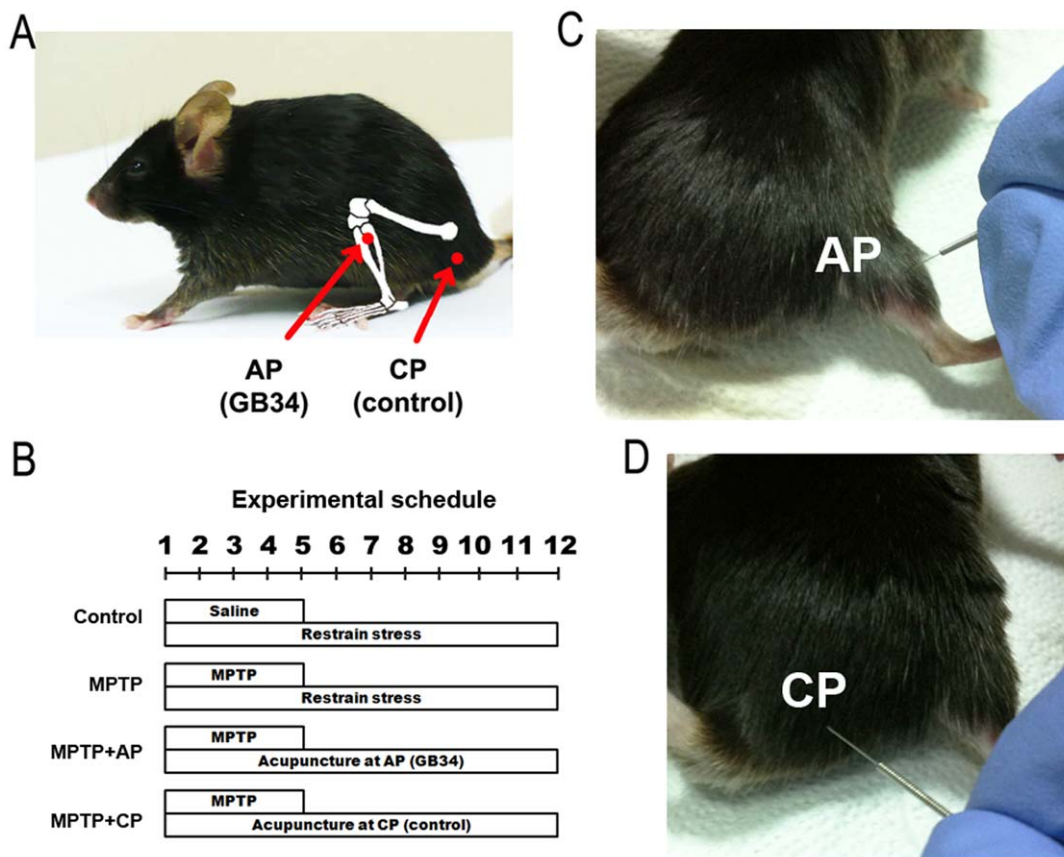 A
AP
(GB34)
CP
(control)
B
Experimental schedule
1 2 3 4 5 6 7 8 9 10 11 12
Control
Saline
Restrain stress
MPTP
MPTP
Restrain stress
MPTP+AP
MPTP
Acupuncture at AP (GB34)
MPTP+CP
MPTP
Acupuncture at CP (control)
C
AP
D
CP